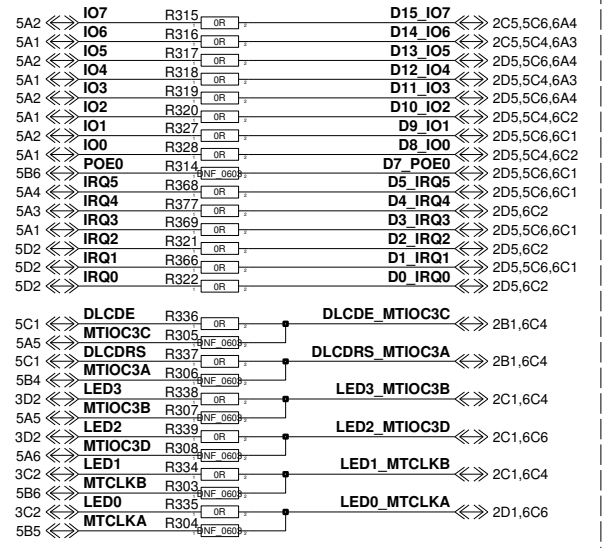 5A2 IO7 R315 0R D15_IO7 2C5,5C6,6A4
5A1 IO6 R316 0R D14_IO6 2C5,5C4,6A3
5A2 IO5 R317 0R D13_IO5 2D5,5C6,6A4
5A1 IO4 R318 0R D12_IO4 2D5,5C4,6A3
5A2 IO3 R319 0R D11_IO3 2D5,5C6,6A4
5A1 IO2 R320 0R D10_IO2 2D5,5C4,6C2
5A2 IO1 R327 0R D9_IO1 2D5,5C6,6C1
5A1 IO0 R328 0R D8_IO0 2D5,5C4,6C2
5B6 POE0 R314 DNF_0603 D7_POE0 2D5,5C6,6C1
5A4 IRQ5 R368 0R D5_IRQ5 2D5,5C6,6C1
5A3 IRQ4 R377 0R D4_IRQ4 2D5,6C2
5A1 IRQ3 R369 0R D3_IRQ3 2D5,5C6,6C1
5D2 IRQ2 R321 0R D2_IRQ2 2D5,6C2
5D2 IRQ1 R366 0R D1_IRQ1 2D5,5C6,6C1
5D2 IRQ0 R322 0R D0_IRQ0 2D5,6C2
5C1 DLCDE R336 0R DLCDE_MTIOC3C 2B1,6C4
5A5 MTIOC3C R305 DNF_0603
5C1 DLCDRS R337 0R DLCDRS_MTIOC3A 2B1,6C4
5B4 MTIOC3A R306 DNF_0603
3D2 LED3 R338 0R LED3_MTIOC3B 2C1,6C4
5A5 MTIOC3B R307 DNF_0603
3D2 LED2 R339 0R LED2_MTIOC3D 2C1,6C6
5A6 MTIOC3D R308 DNF_0603
3C2 LED1 R334 0R LED1_MTCLKB 2C1,6C4
5B6 MTCLKB R303 DNF_0603
3C2 LED0 R335 0R LED0_MTCLKA 2D1,6C6
5B5 MTCLKA R304 DNF_0603